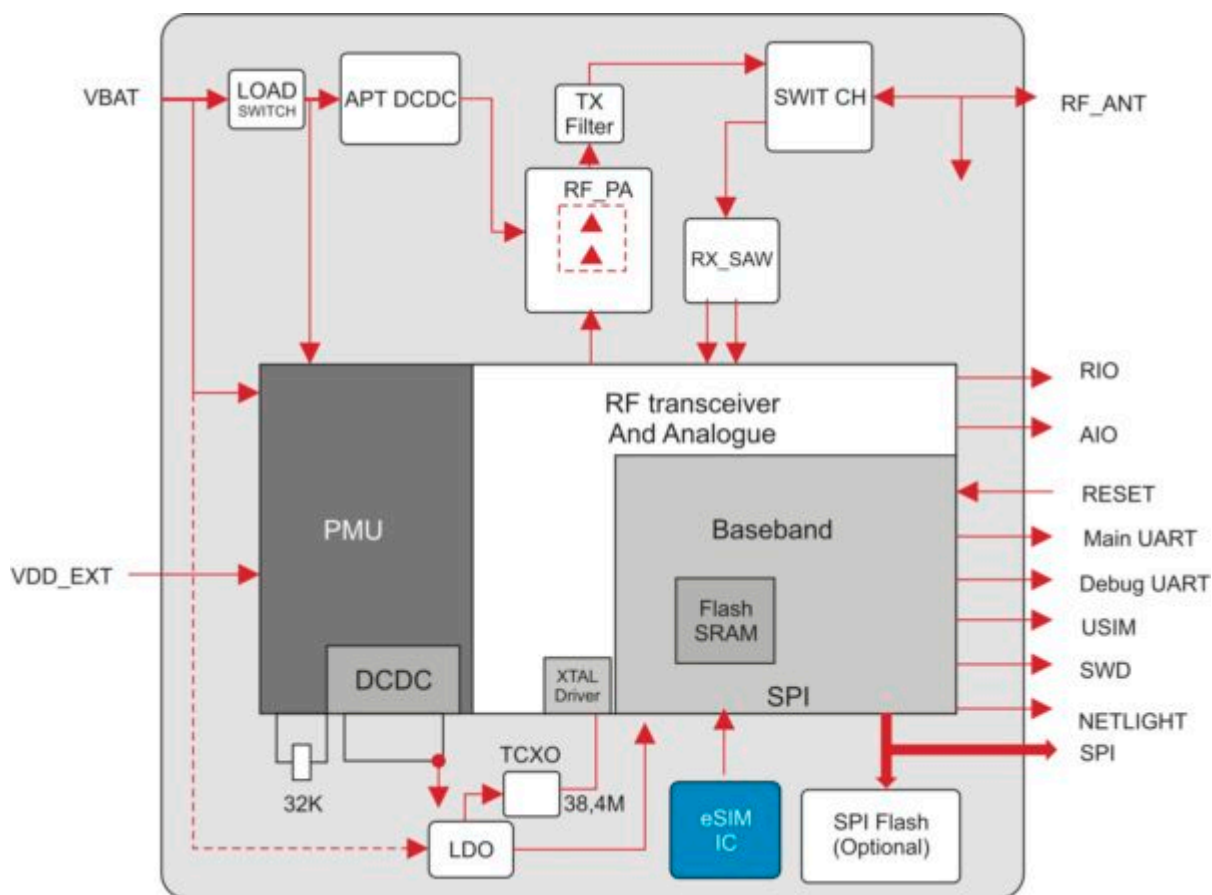 VBAT
LOAD
SWITCH
APT DCDC
TX
Filter
SWIT CH
RF_ANT
RF_PA
RX_SAW
RF transceiver
And Analogue
RIO
AIO
RESET
PMU
Baseband
Main UART
VDD_EXT
Debug UART
Flash
SRAM
USIM
SWD
DCDC
XTAL
Driver
SPI
NETLIGHT
SPI
TCXO
32K
38,4M
LDO
eSIM
IC
SPI Flash
(Optional)